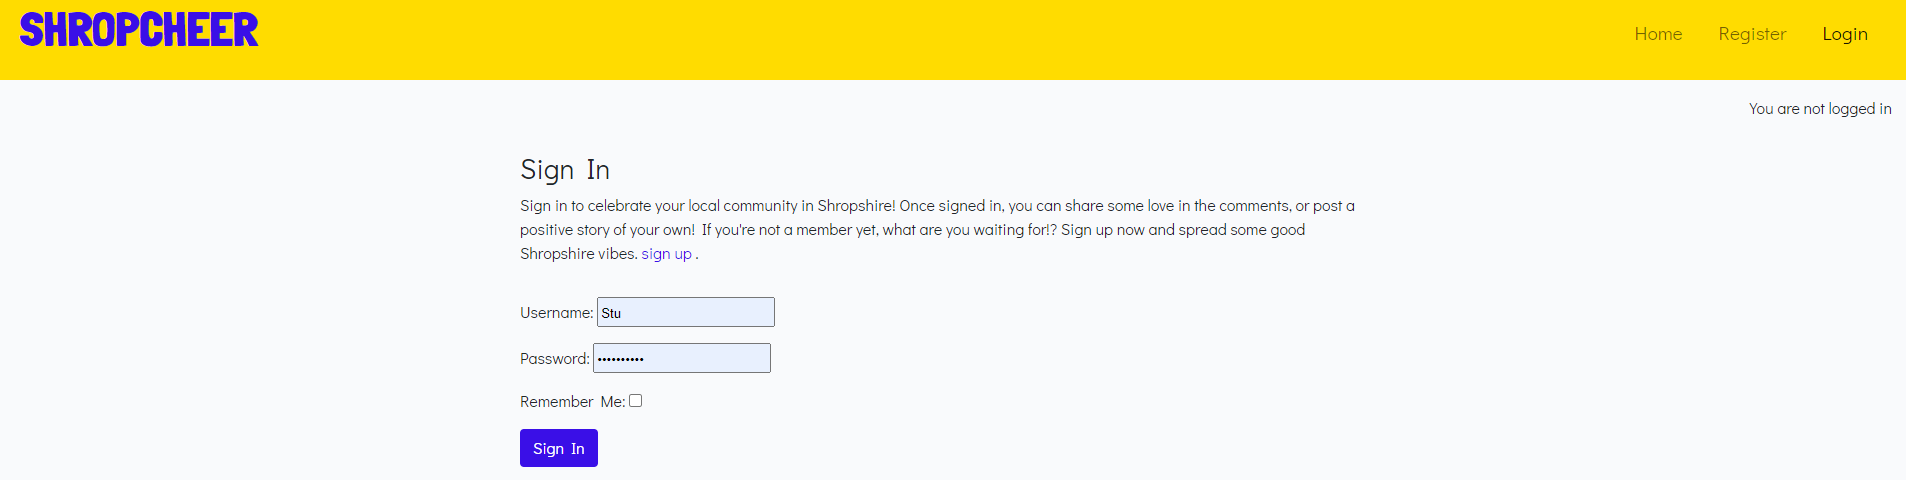 SHROPCHEER
Home Register Login
You are not logged in
Sign In
Sign in to celebrate your local community in Shropshire! Once signed in, you can share some love in the comments, or post a
positive story of your own! If you're not a member yet, what are you waiting for!? Sign up now and spread some good
Shropshire vibes. sign up .
Username: Stu
Password: ••••••••••
Remember Me:
Sign In